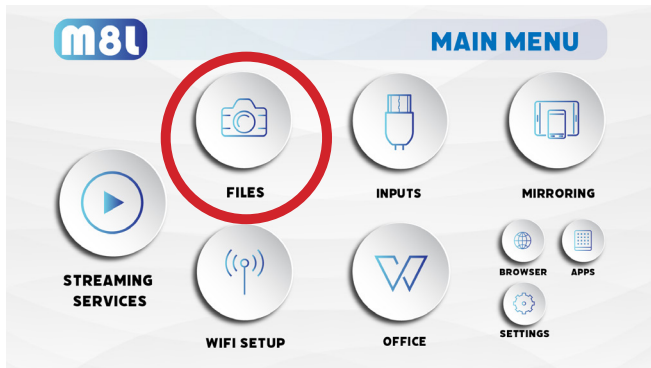 M8L
MAIN MENU
FILES
INPUTS
MIRRORING
STREAMING
SERVICES
BROWSER
APPS
WIFI SETUP
OFFICE
SETTINGS